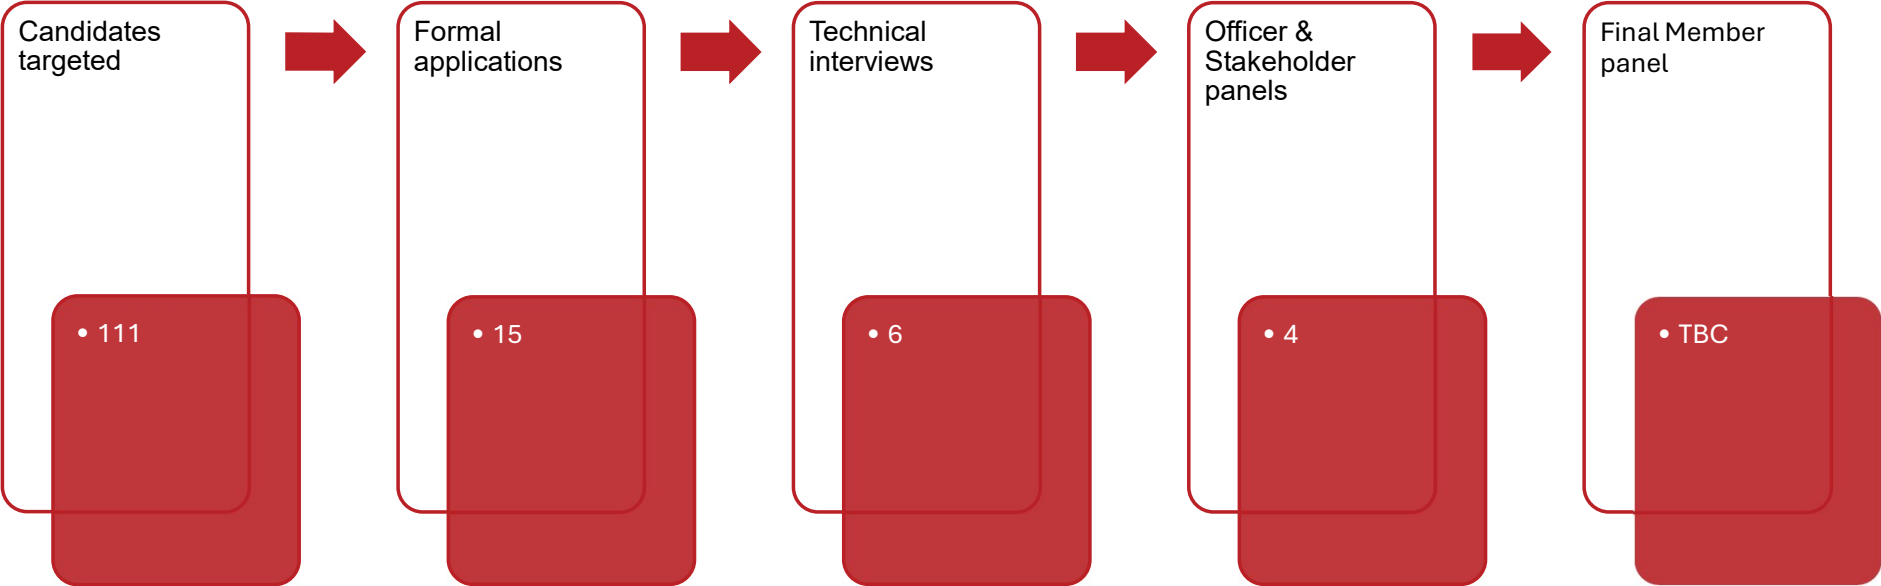 Candidates
targeted
• 111
Formal
applications
• 15
Technical
interviews
• 6
Officer &
Stakeholder
panels
• 4
Final Member
panel
• TBC